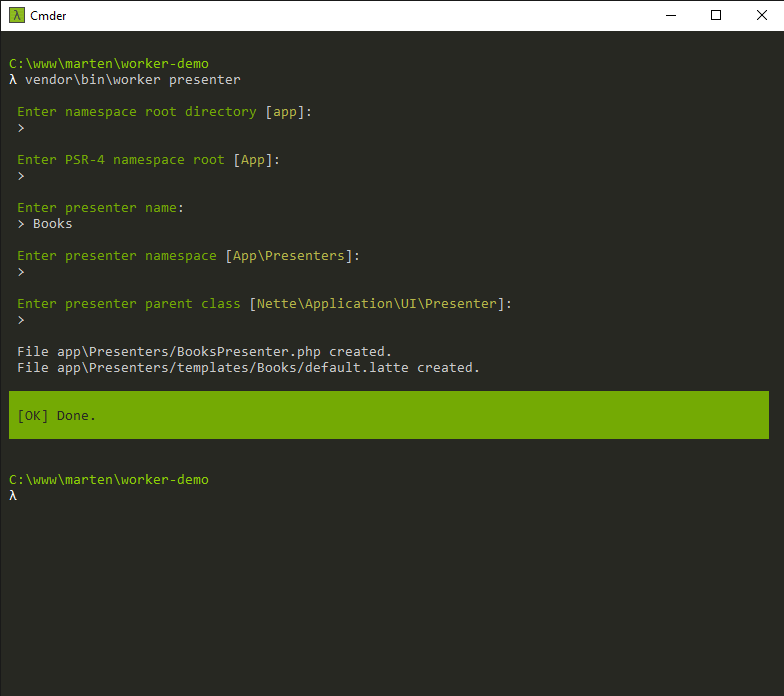 λ Cmder
C:\www\marten\worker-demo
λ vendor\bin\worker presenter
Enter namespace root directory [app]:
>
Enter PSR-4 namespace root [App]:
>
Enter presenter name:
> Books
Enter presenter namespace [App\Presenters]:
>
Enter presenter parent class [Nette\Application\UI\Presenter]:
>
File app\Presenters/BooksPresenter.php created.
File app\Presenters/templates/Books/default.latte created.
[OK] Done.
C:\www\marten\worker-demo
λ